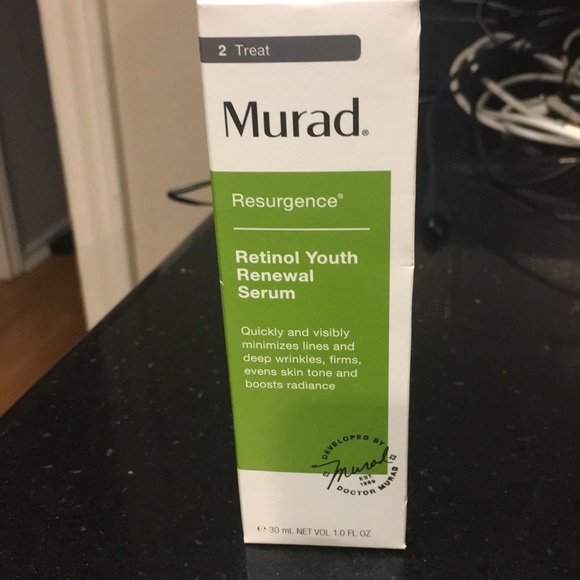 2 Treat
Murad®
Resurgence®
Retinol Youth
Renewal
Serum
Quickly and visibly
minimizes lines and
deep wrinkles, firms,
evens skin tone and
boosts radiance
DEVELOPED BY
Murad
EST.
1989
DOCTOR MURAD
℮ 30 mL NET VOL 1.0 FL OZ